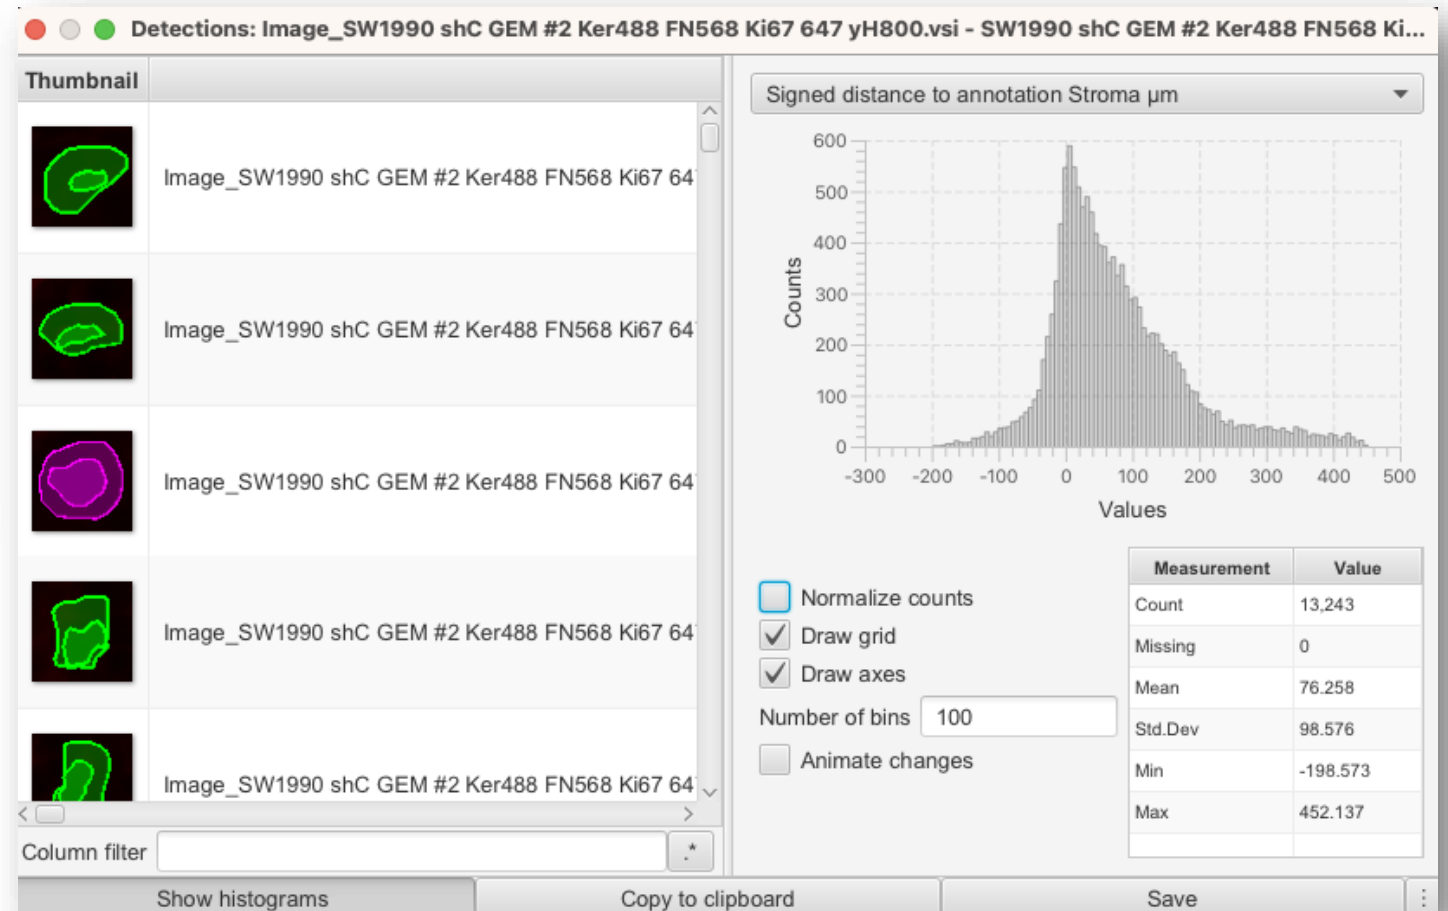 Detections: Image_SW1990 shC GEM #2 Ker488 FN568 Ki67 647 yH800.vsi - SW1990 shC GEM #2 Ker488 FN568 Ki...
Thumbnail
Image_SW1990 shC GEM #2 Ker488 FN568 Ki67 64
Image_SW1990 shC GEM #2 Ker488 FN568 Ki67 64
Image_SW1990 shC GEM #2 Ker488 FN568 Ki67 64
Image_SW1990 shC GEM #2 Ker488 FN568 Ki67 64
Image_SW1990 shC GEM #2 Ker488 FN568 Ki67 64
Column filter
.*
Signed distance to annotation Stroma µm
Counts
600
500
400
300
200
100
0
-300 -200 -100 0 100 200 300 400 500
Values
Normalize counts
Draw grid
Draw axes
Number of bins 100
Animate changes
Measurement Value
Count 13,243
Missing 0
Mean 76.258
Std.Dev 98.576
Min -198.573
Max 452.137
Show histograms Copy to clipboard Save